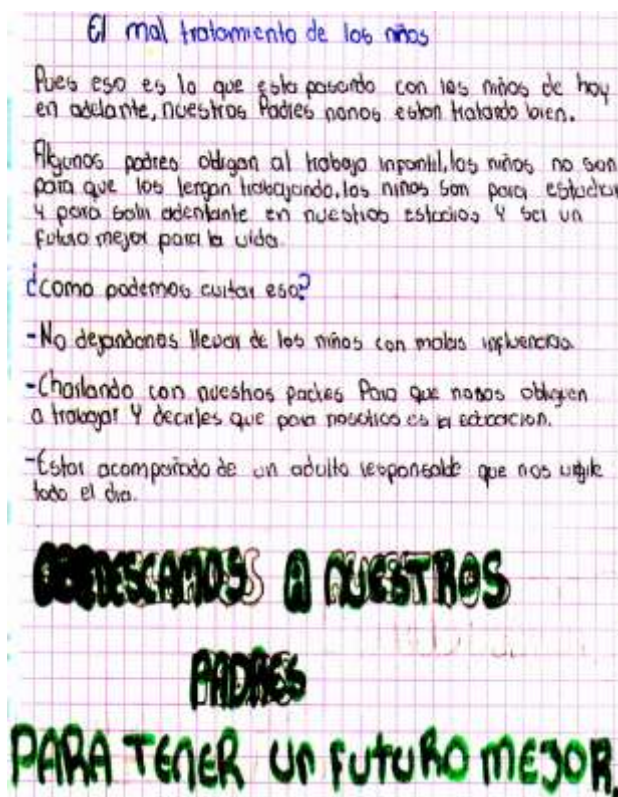 El mal tratamiento de los niños
Pues eso es lo que esta pasando con los niños de hoy
en adelante, nuestros Padres nonos estan tratando bien.
Algunos padres obligan al trabajo infantil, los niños no son
para que los tengan trabajando, los niños son para estudiar
y para salir adentante en nuestros estudios y ser un
futuro mejor para la vida.
¿como podemos evitar eso?
-No dejandonos llevar de los niños con malas influencia
-Charlando con nuestros padres Para que nonos obliguen
a trabajar y decirles que para nosotros es la educacion.
-Estar acompañado de un adulto responsable que nos vigile
todo el dia.
OBEDESCAMOS A NUESTROS
PADRES
PARA TENER UN FUTURO MEJOR.